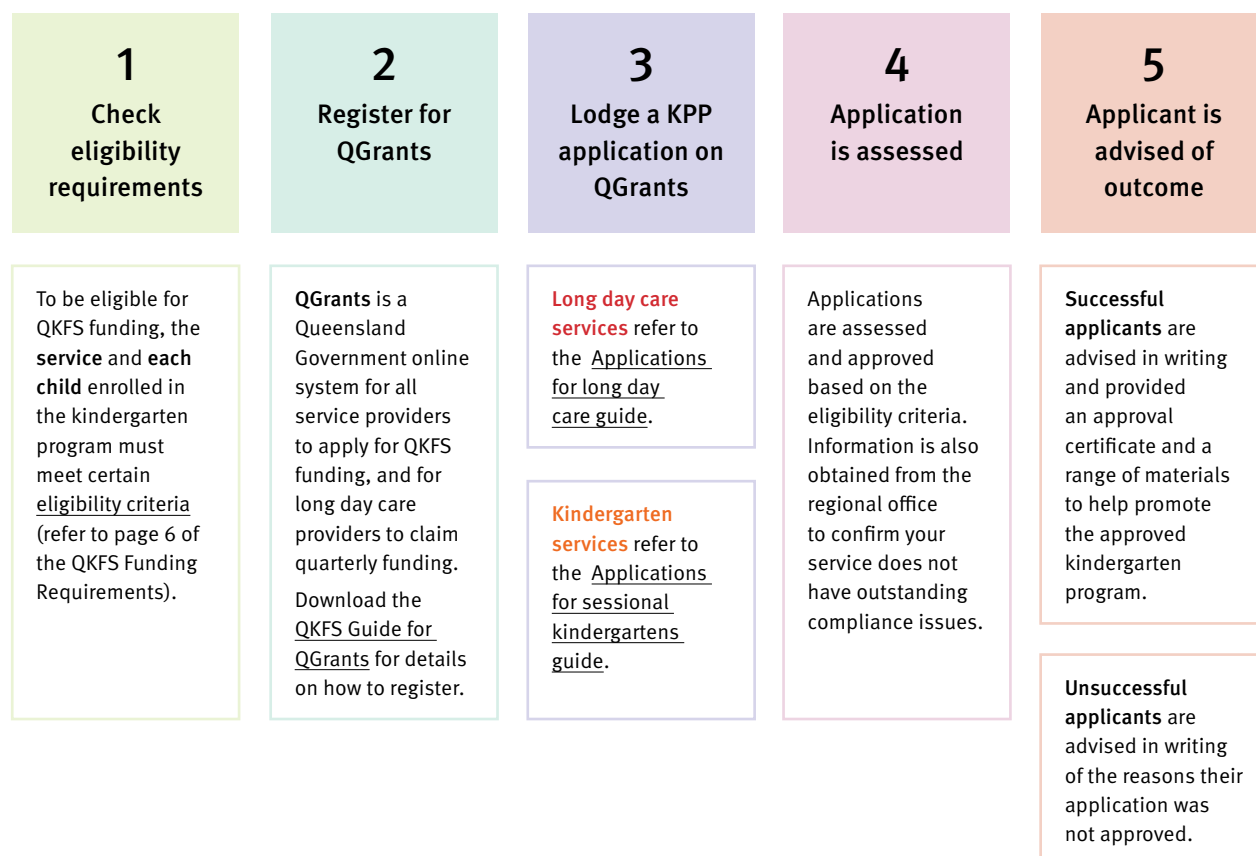 1
Check
eligibility
requirements
To be eligible for
QKFS funding, the
service and each
child enrolled in
the kindergarten
program must
meet certain
eligibility criteria
(refer to page 6 of
the QKFS Funding
Requirements).
2
Register for
QGrants
QGrants is a
Queensland
Government online
system for all
service providers
to apply for QKFS
funding, and for
long day care
providers to claim
quarterly funding.
Download the
QKFS Guide for
QGrants for details
on how to register.
3
Lodge a KPP
application on
QGrants
Long day care
services refer to
the Applications
for long day
care guide.
Kindergarten
services refer to
the Applications
for sessional
kindergartens
guide.
4
Application
is assessed
Applications
are assessed
and approved
based on the
eligibility criteria.
Information is also
obtained from the
regional office
to confirm your
service does not
have outstanding
compliance issues.
5
Applicant is
advised of
outcome
Successful
applicants are
advised in writing
and provided
an approval
certificate and a
range of materials
to help promote
the approved
kindergarten
program.
Unsuccessful
applicants are
advised in writing
of the reasons their
application was
not approved.